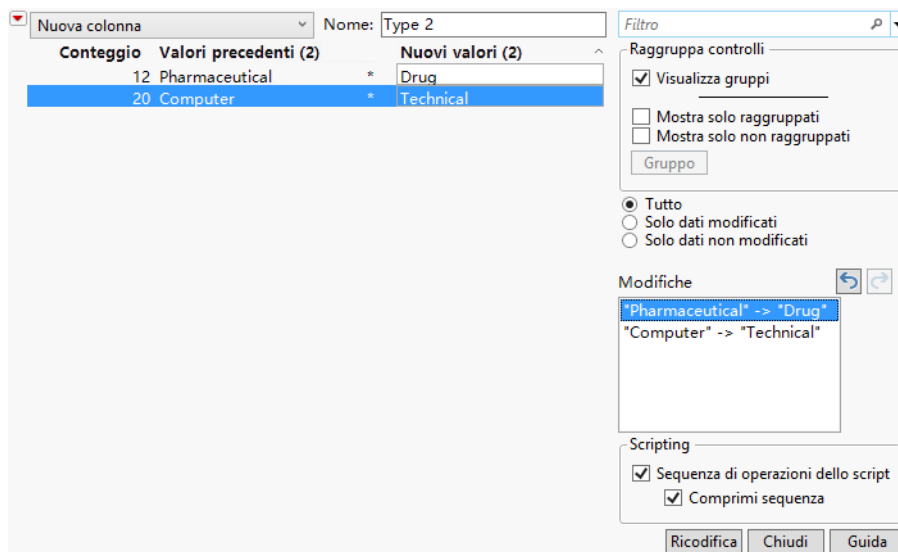 Nuova colonna Nome: Type 2
Conteggio Valori precedenti (2) Nuovi valori (2)
12 Pharmaceutical * Drug
20 Computer * Technical
Filtro
Raggruppa controlli
Visualizza gruppi
Mostra solo raggruppati
Mostra solo non raggruppati
Gruppo
Tutto
Solo dati modificati
Solo dati non modificati
Modifiche
"Pharmaceutical" -> "Drug"
"Computer" -> "Technical"
Scripting
Sequenza di operazioni dello script
Comprimi sequenza
Ricodifica Chiudi Guida